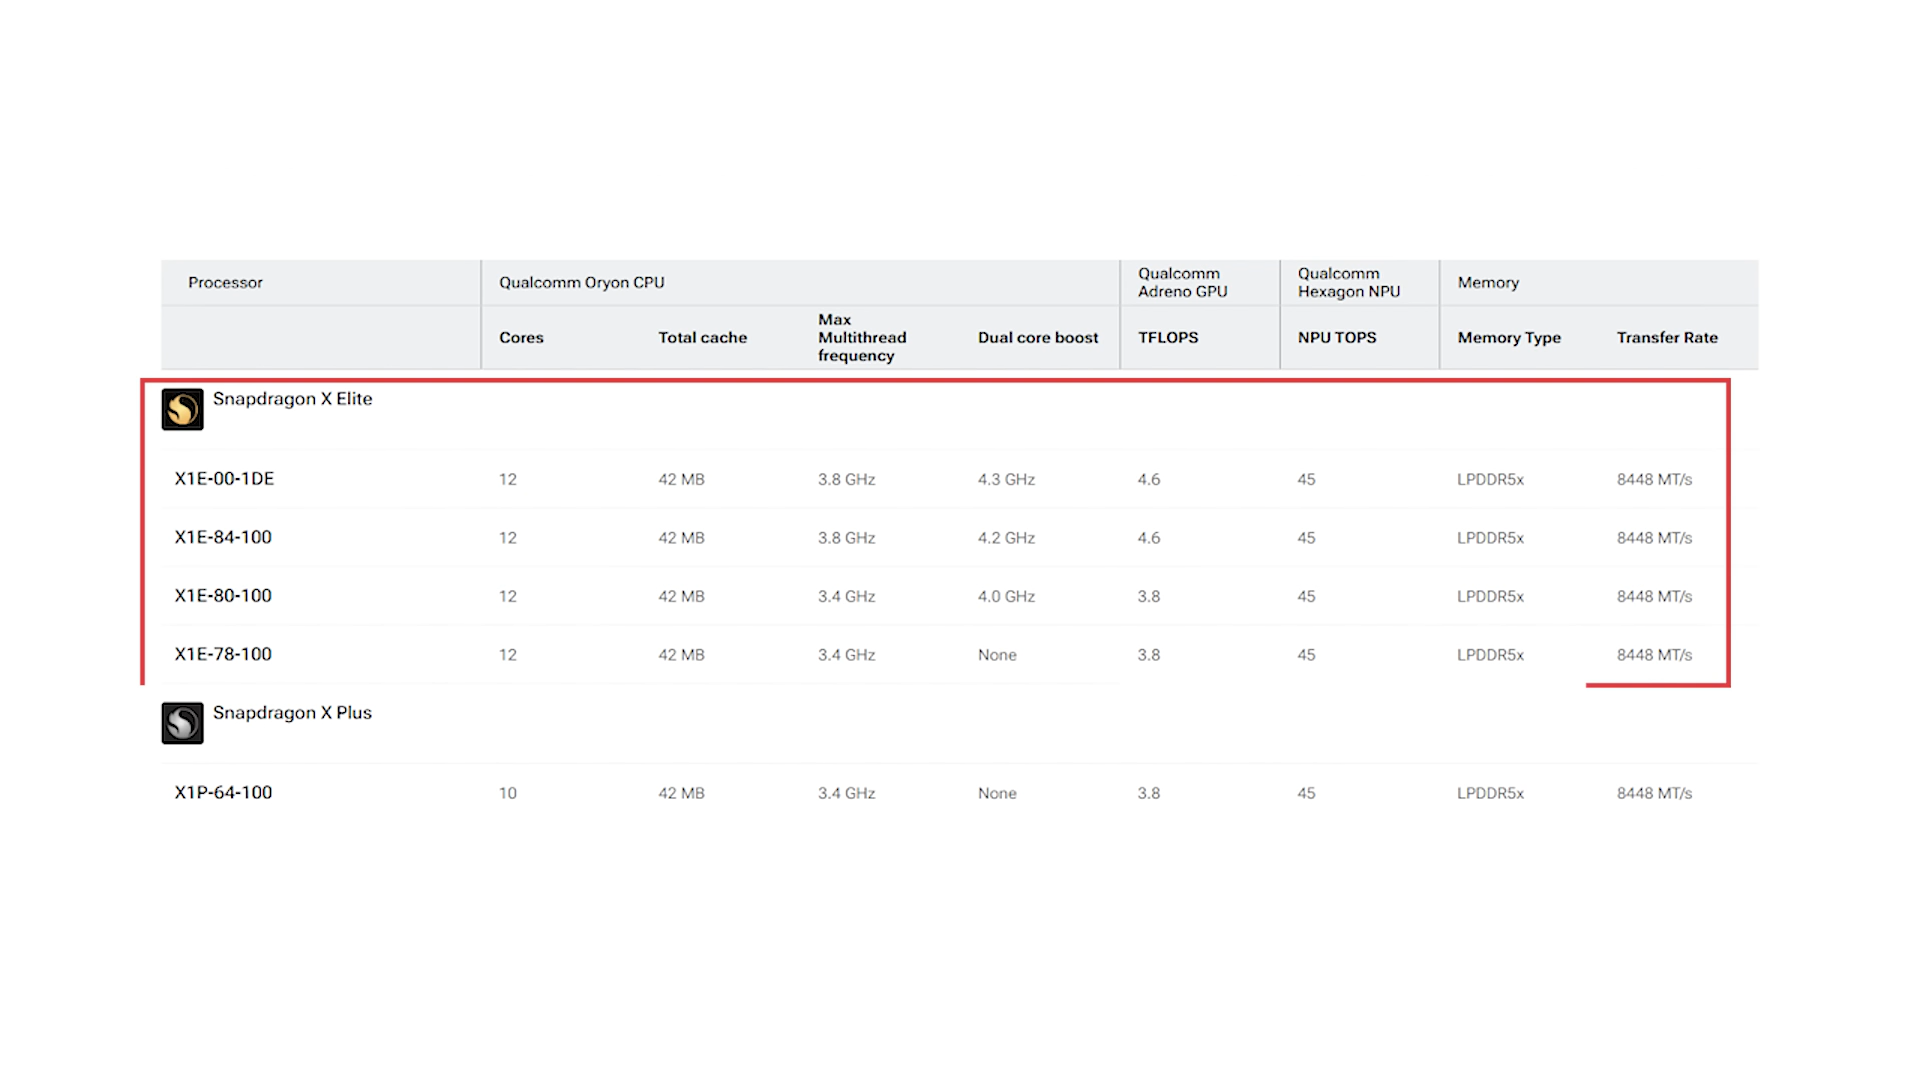 Processor Qualcomm Oryon CPU Qualcomm Adreno GPU Qualcomm Hexagon NPU Memory
Cores Total cache Max Multithread frequency Dual core boost TFLOPS NPU TOPS Memory Type Transfer Rate
Snapdragon X Elite
X1E-00-1DE 12 42 MB 3.8 GHz 4.3 GHz 4.6 45 LPDDR5x 8448 MT/s
X1E-84-100 12 42 MB 3.8 GHz 4.2 GHz 4.6 45 LPDDR5x 8448 MT/s
X1E-80-100 12 42 MB 3.4 GHz 4.0 GHz 3.8 45 LPDDR5x 8448 MT/s
X1E-78-100 12 42 MB 3.4 GHz None 3.8 45 LPDDR5x 8448 MT/s
Snapdragon X Plus
X1P-64-100 10 42 MB 3.4 GHz None 3.8 45 LPDDR5x 8448 MT/s